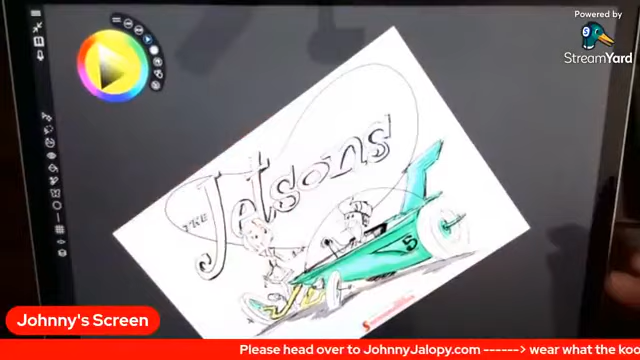 Powered by
StreamYard
THE
Jetsons
5
Johnny's Screen
Please head over to JohnnyJalopy.com ------> wear what the koo